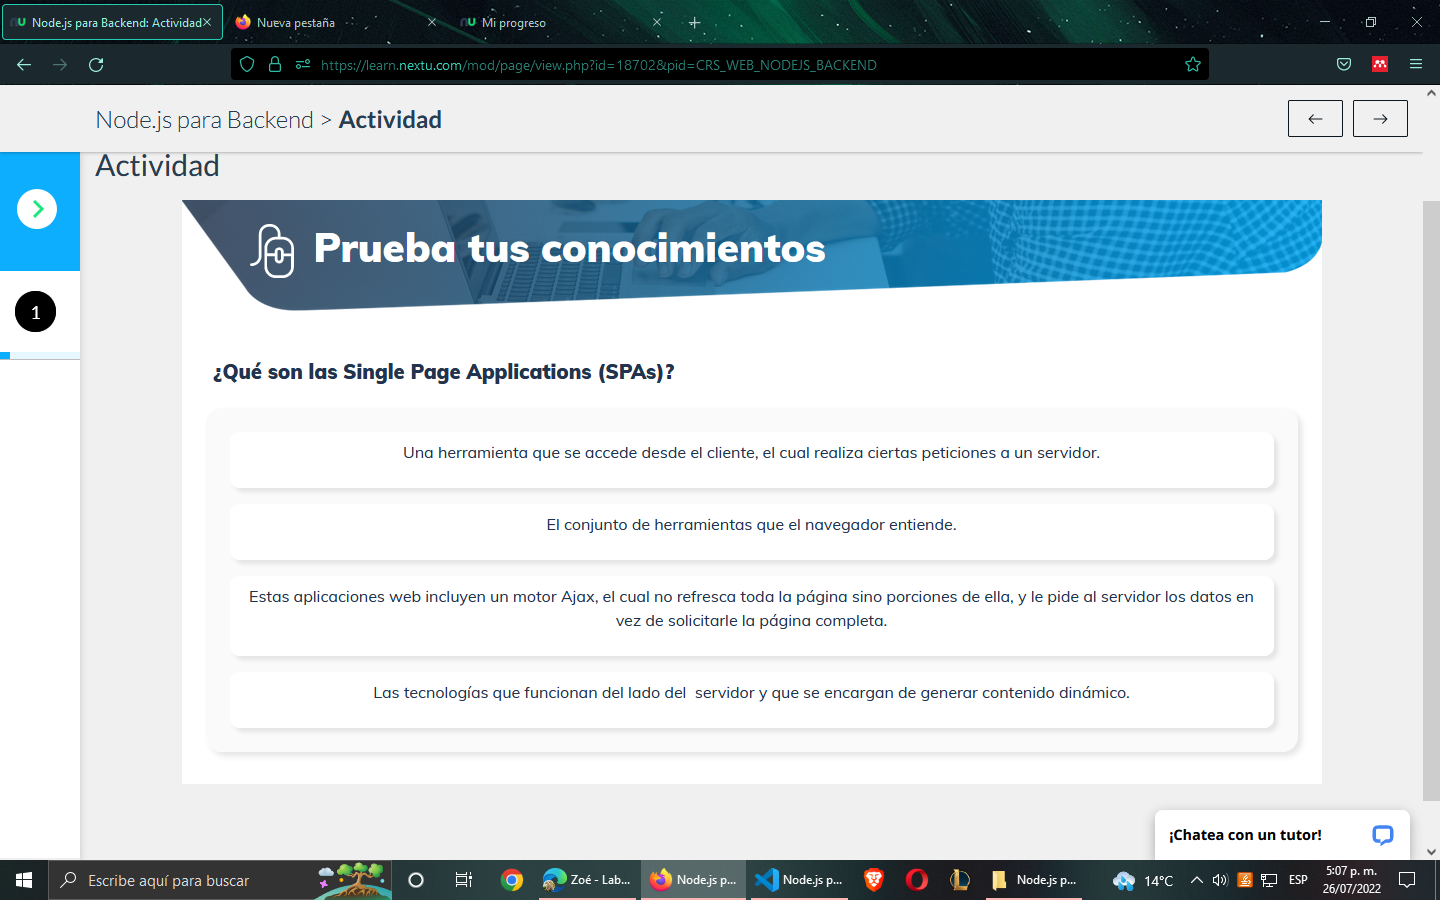 Node.js para Backend: Actividad
Nueva pestaña
Mi progreso
https://learn.nextu.com/mod/page/view.php?id=18702&pid=CRS_WEB_NODEJS_BACKEND
Node.js para Backend > Actividad
Actividad
1
Prueba tus conocimientos
¿Qué son las Single Page Applications (SPAs)?
Una herramienta que se accede desde el cliente, el cual realiza ciertas peticiones a un servidor.
El conjunto de herramientas que el navegador entiende.
Estas aplicaciones web incluyen un motor Ajax, el cual no refresca toda la página sino porciones de ella, y le pide al servidor los datos en
vez de solicitarle la página completa.
Las tecnologías que funcionan del lado del  servidor y que se encargan de generar contenido dinámico.
¡Chatea con un tutor!
Escribe aquí para buscar
Zoé - Lab...
Node.js p...
Node.js p...
Node.js p...
14°C
ESP
5:07 p. m.
26/07/2022